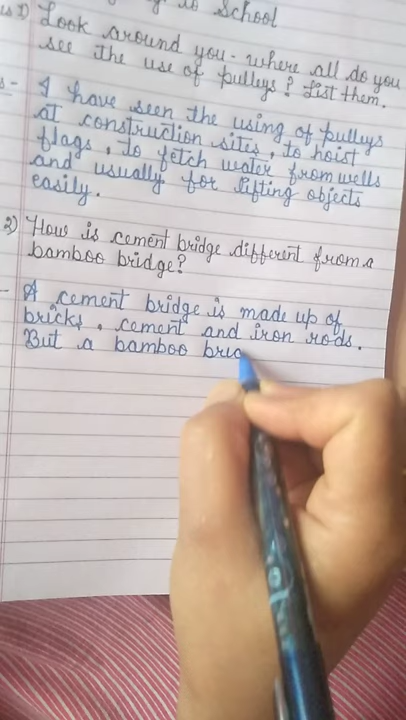 to School
1) Look around you - where all do you
see the use of pulleys? List them.
I have seen the using of pulleys
at construction sites, to hoist
flags, to fetch water from wells
and usually for lifting objects
easily.
2) How is cement bridge different from a
bamboo bridge?
A cement bridge is made up of
bricks, cement and iron rods.
But a bamboo brid